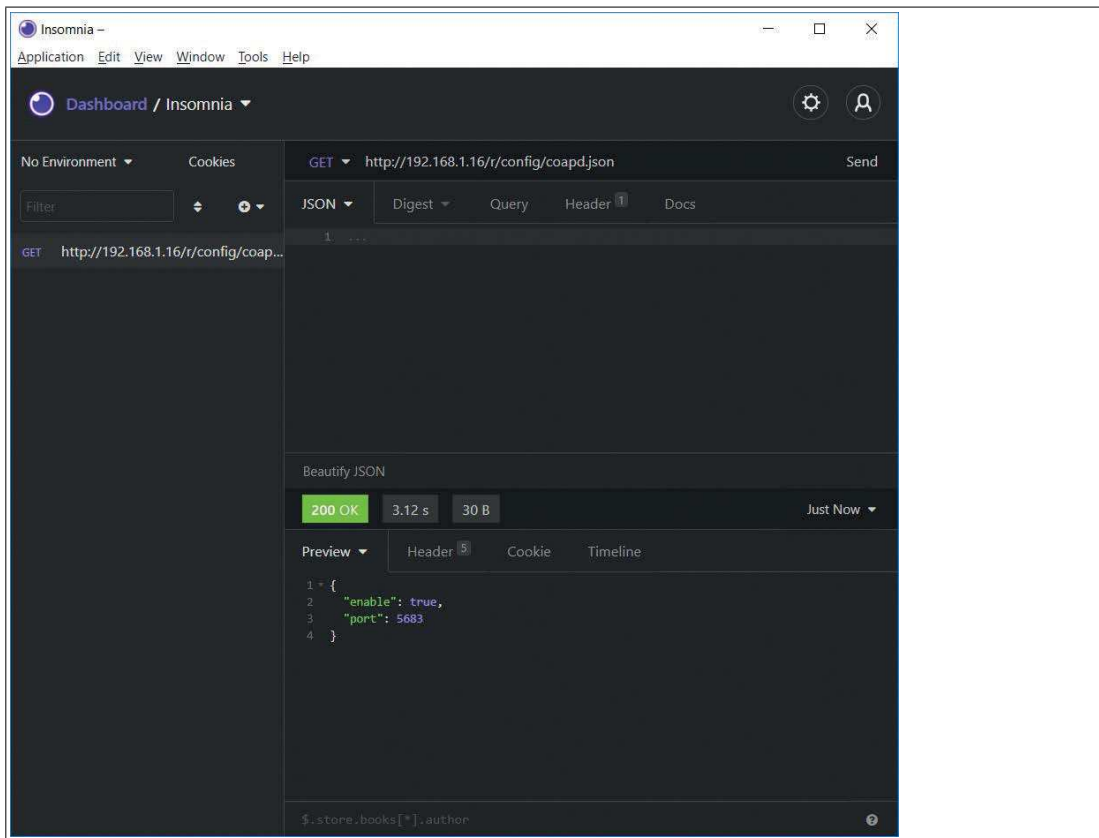 Insomnia –
Application Edit View Window Tools Help
Dashboard / Insomnia
No Environment Cookies
GET http://192.168.1.16/r/config/coapd.json Send
Filter
JSON Digest Query Header 1 Docs
1 ...
GET http://192.168.1.16/r/config/coap...
Beautify JSON
200 OK 3.12 s 30 B Just Now
Preview Header 5 Cookie Timeline
1 {
2 "enable": true,
3 "port": 5683
4 }
$.store.books[*].author